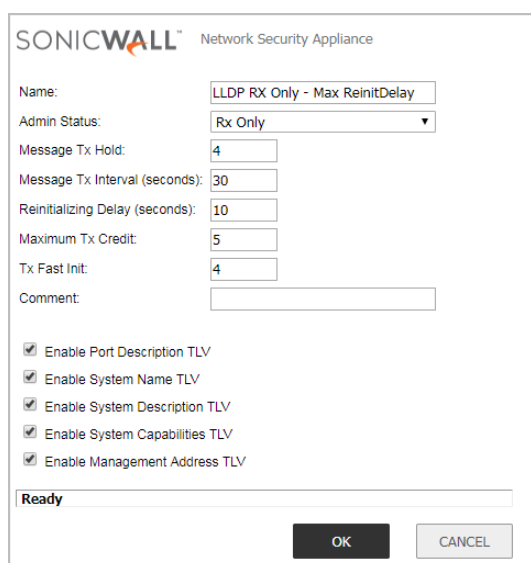 SONICWALL™ Network Security Appliance
Name: LLDP RX Only - Max ReinitDelay
Admin Status: Rx Only
Message Tx Hold: 4
Message Tx Interval (seconds): 30
Reinitializing Delay (seconds): 10
Maximum Tx Credit: 5
Tx Fast Init: 4
Comment:
Enable Port Description TLV
Enable System Name TLV
Enable System Description TLV
Enable System Capabilities TLV
Enable Management Address TLV
Ready
OK CANCEL